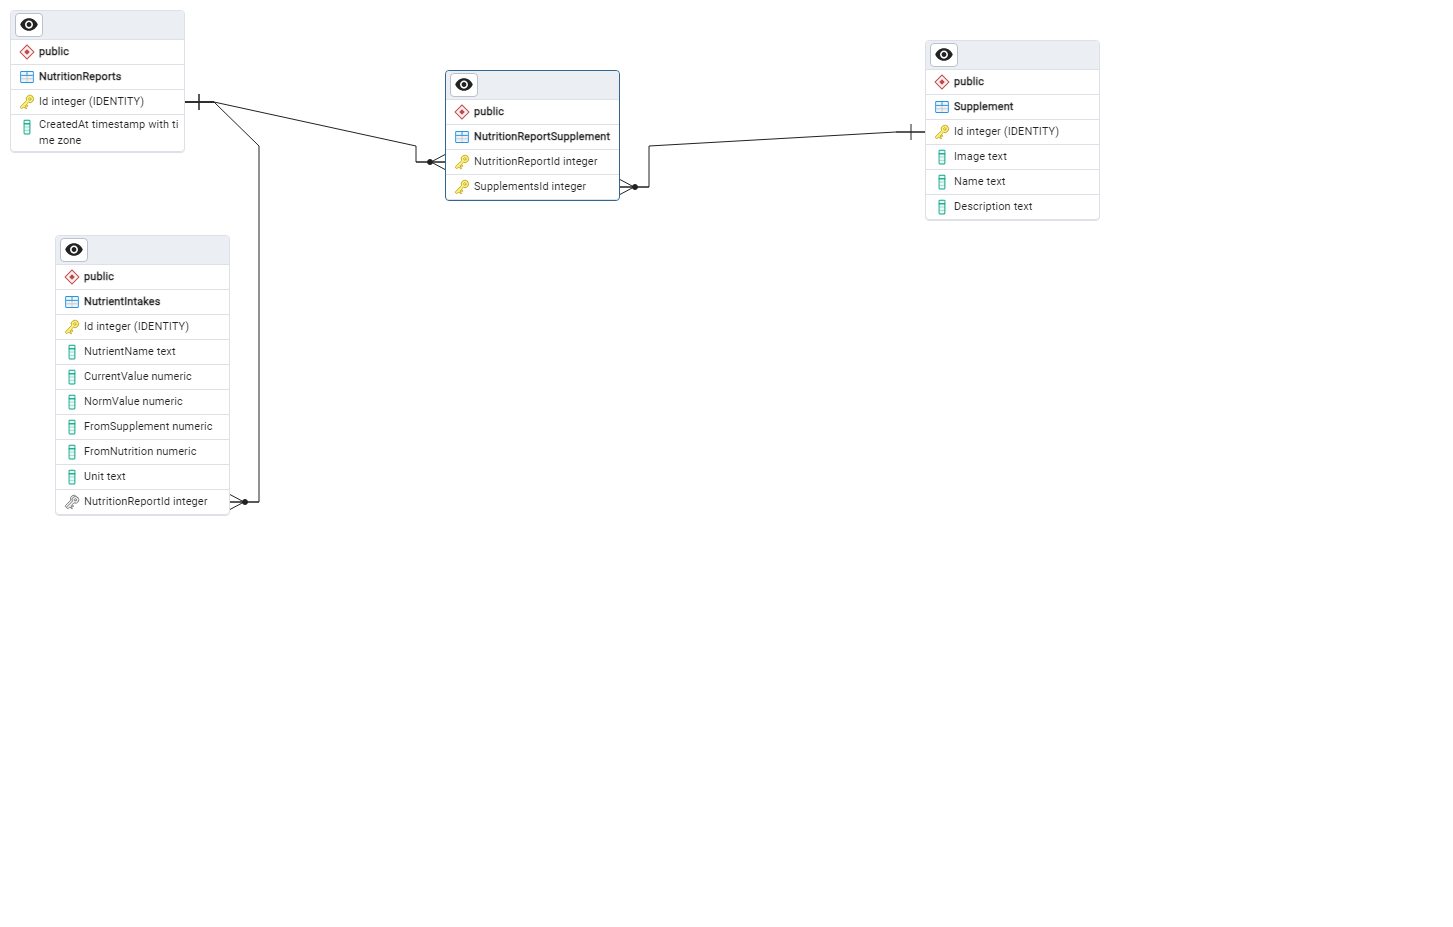 public
NutritionReports
Id integer (IDENTITY)
CreatedAt timestamp with ti
me zone
public
NutritionReportSupplement
NutritionReportId integer
SupplementsId integer
public
Supplement
Id integer (IDENTITY)
Image text
Name text
Description text
public
NutrientIntakes
Id integer (IDENTITY)
NutrientName text
CurrentValue numeric
NormValue numeric
FromSupplement numeric
FromNutrition numeric
Unit text
NutritionReportId integer